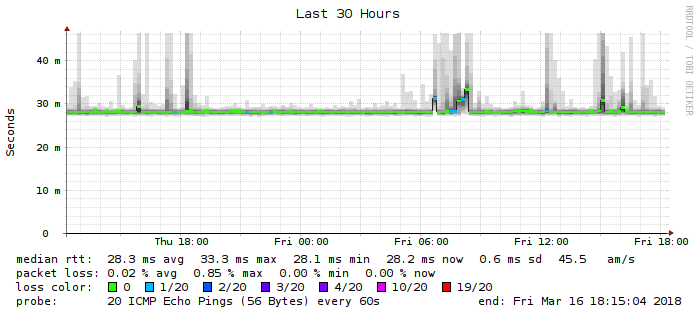 Last 30 Hours
RRDTOOL / TOBI OETIKER
Seconds
40 m
30 m
20 m
10 m
0
Thu 18:00 Fri 00:00 Fri 06:00 Fri 12:00 Fri 18:00
median rtt: 28.3 ms avg 33.3 ms max 28.1 ms min 28.2 ms now 0.6 ms sd 45.5 am/s
packet loss: 0.02 % avg 0.85 % max 0.00 % min 0.00 % now
loss color: 0 1/20 2/20 3/20 4/20 10/20 19/20
probe: 20 ICMP Echo Pings (56 Bytes) every 60s end: Fri Mar 16 18:15:04 2018